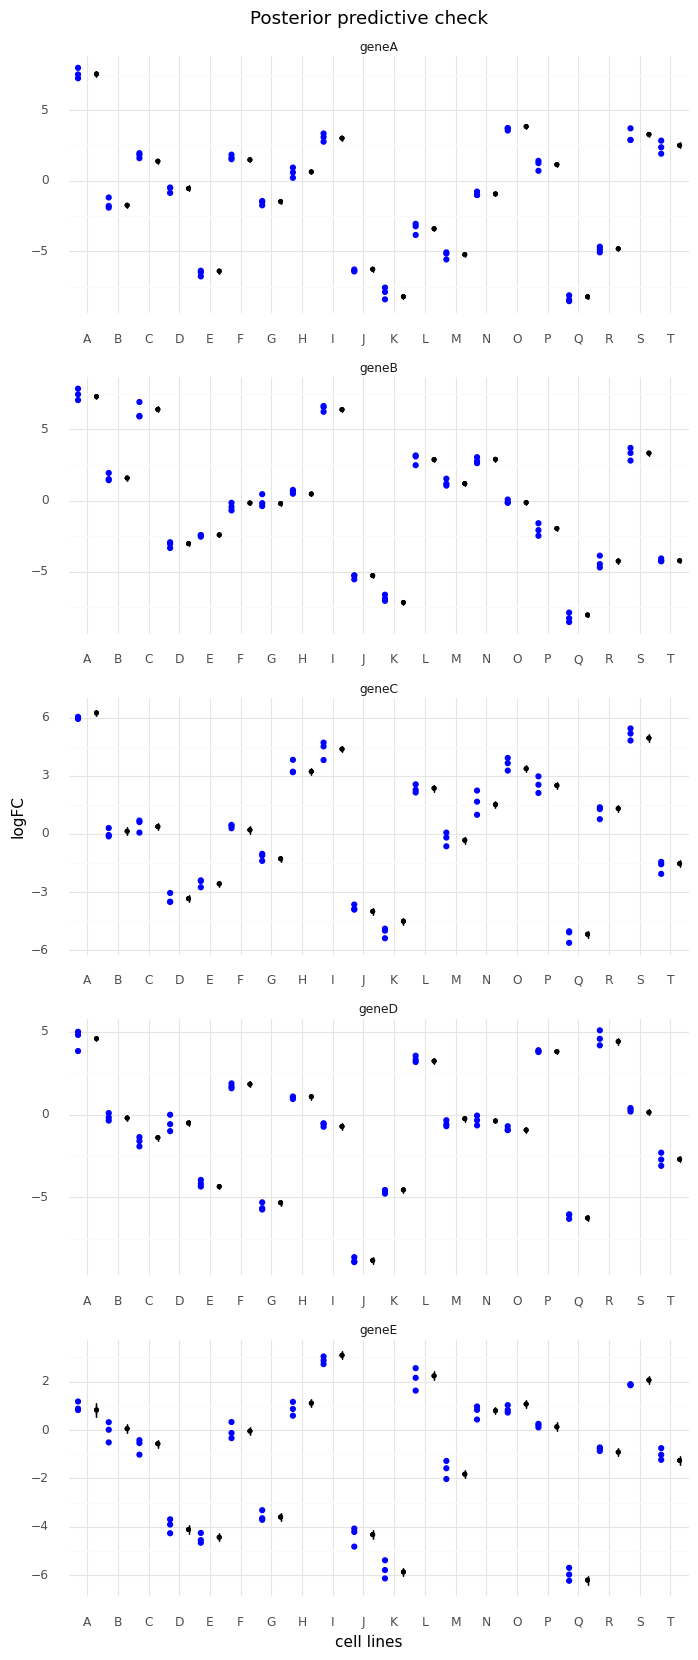 Posterior predictive check
geneA
5
0
−5
A B C D E F G H I J K L M N O P Q R S T
geneB
5
0
−5
A B C D E F G H I J K L M N O P Q R S T
geneC
6
3
0
−3
−6
A B C D E F G H I J K L M N O P Q R S T
logFC
geneD
5
0
−5
A B C D E F G H I J K L M N O P Q R S T
geneE
2
0
−2
−4
−6
A B C D E F G H I J K L M N O P Q R S T
cell lines